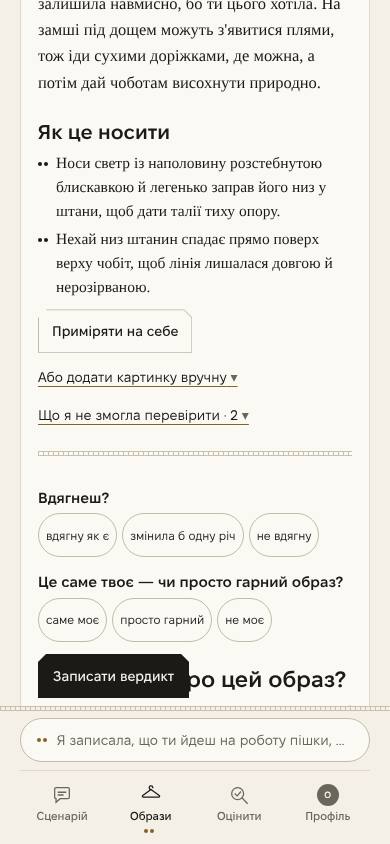 залишила навмисно, бо ти цього хотіла. На
замші під дощем можуть з'явитися плями,
тож іди сухими доріжками, де можна, а
потім дай чоботам висохнути природно.
Як це носити
•• Носи светр із наполовину розстебнутою
блискавкою й легенько заправ його низ у
штани, щоб дати талії тиху опору.
•• Нехай низ штанин спадає прямо поверх
верху чобіт, щоб лінія лишалася довгою й
нерозірваною.
Приміряти на себе
Або додати картинку вручну ▾
Що я не змогла перевірити · 2 ▾
Вдягнеш?
вдягну як є
змінила б одну річ
не вдягну
Це саме твоє — чи просто гарний образ?
саме моє
просто гарний
не моє
Записати вердикт
ро цей образ?
•• Я записала, що ти йдеш на роботу пішки, ...
Сценарій
Образи
Оцінити
О
Профіль